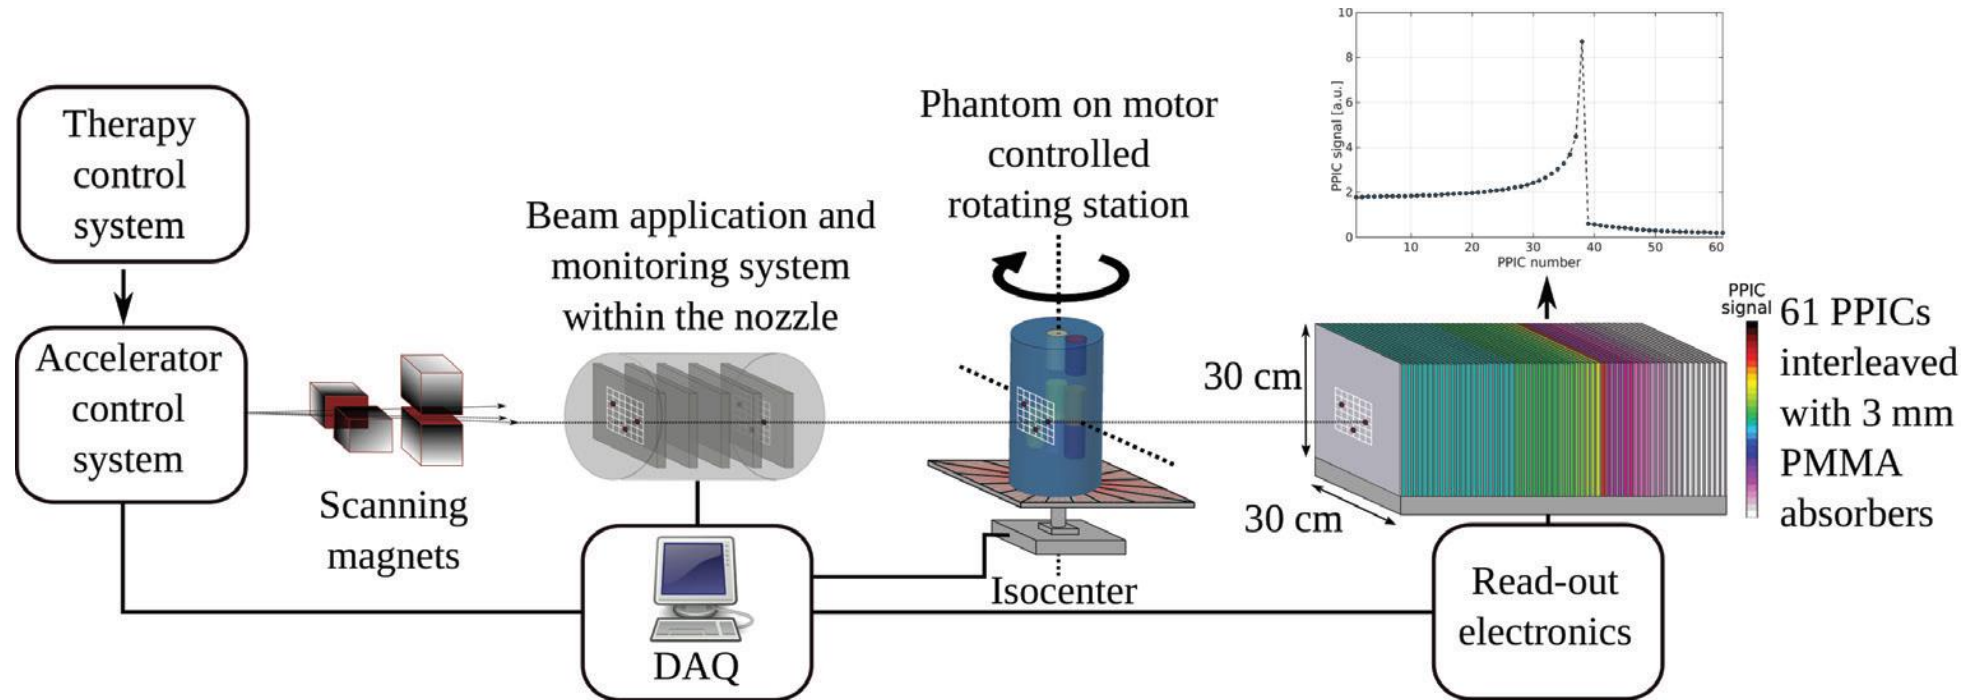 Therapy
control
system
Accelerator
control
system
Scanning
magnets
Beam application and
monitoring system
within the nozzle
DAQ
Phantom on motor
controlled
rotating station
Isocenter
30 cm
30 cm
10
8
6
4
2
0
PPIC signal [a.u.]
10 20 30 40 50 60
PPIC number
PPIC
signal
61 PPICs
interleaved
with 3 mm
PMMA
absorbers
Read-out
electronics